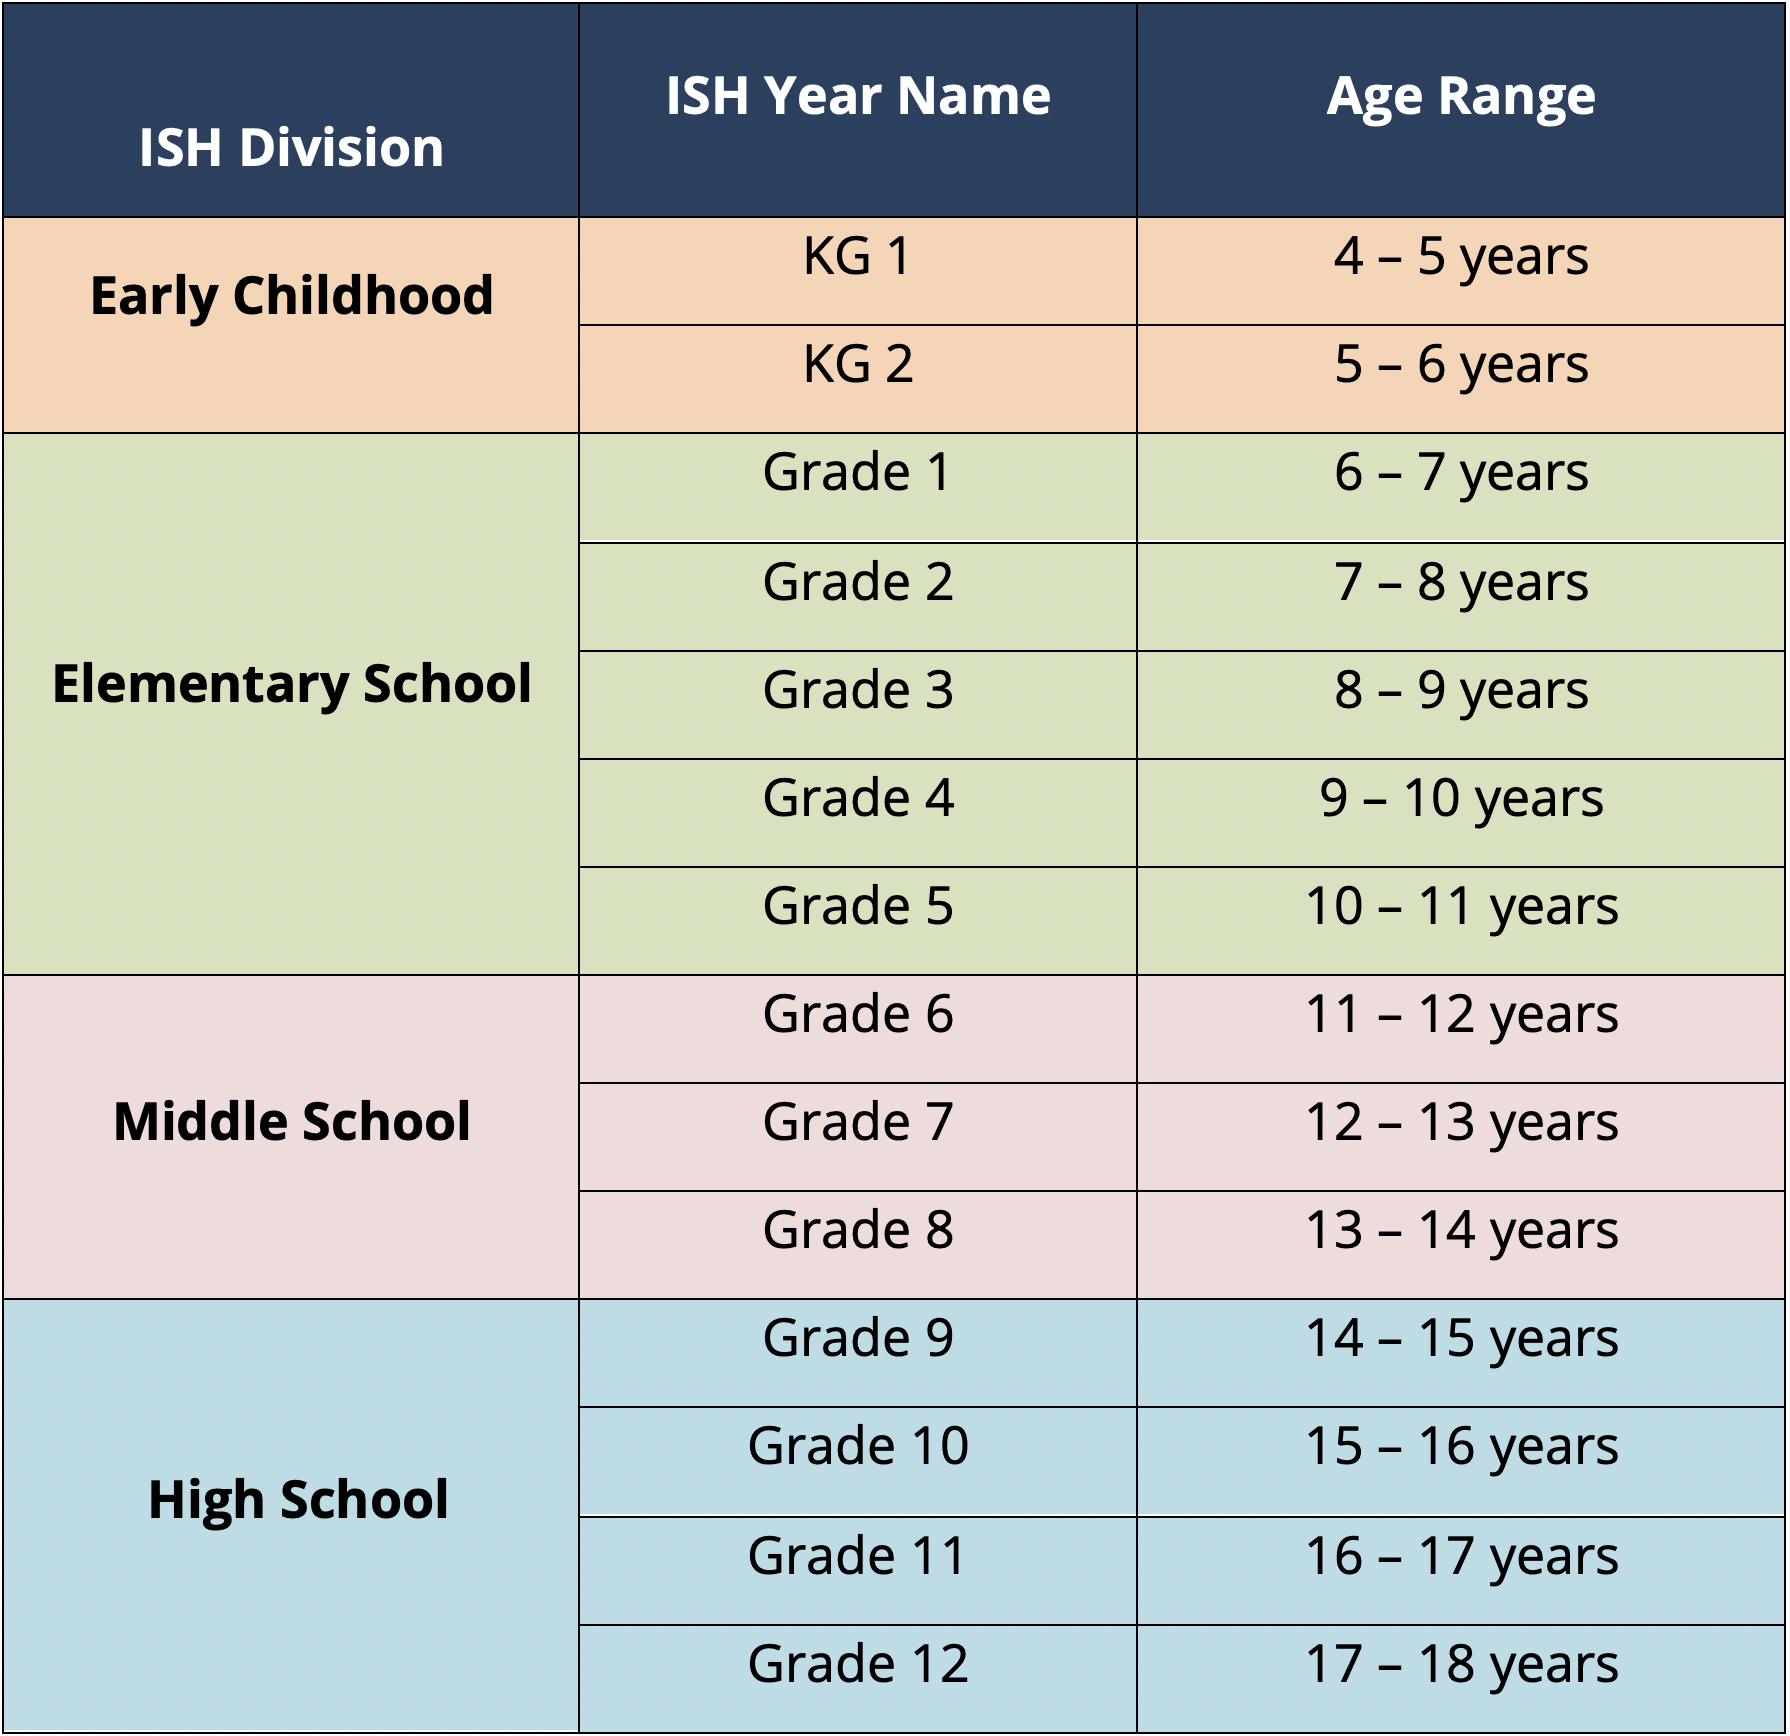 ISH Division
ISH Year Name
Age Range
Early Childhood
KG 1
4 – 5 years
KG 2
5 – 6 years
Elementary School
Grade 1
6 – 7 years
Grade 2
7 – 8 years
Grade 3
8 – 9 years
Grade 4
9 – 10 years
Grade 5
10 – 11 years
Middle School
Grade 6
11 – 12 years
Grade 7
12 – 13 years
Grade 8
13 – 14 years
High School
Grade 9
14 – 15 years
Grade 10
15 – 16 years
Grade 11
16 – 17 years
Grade 12
17 – 18 years